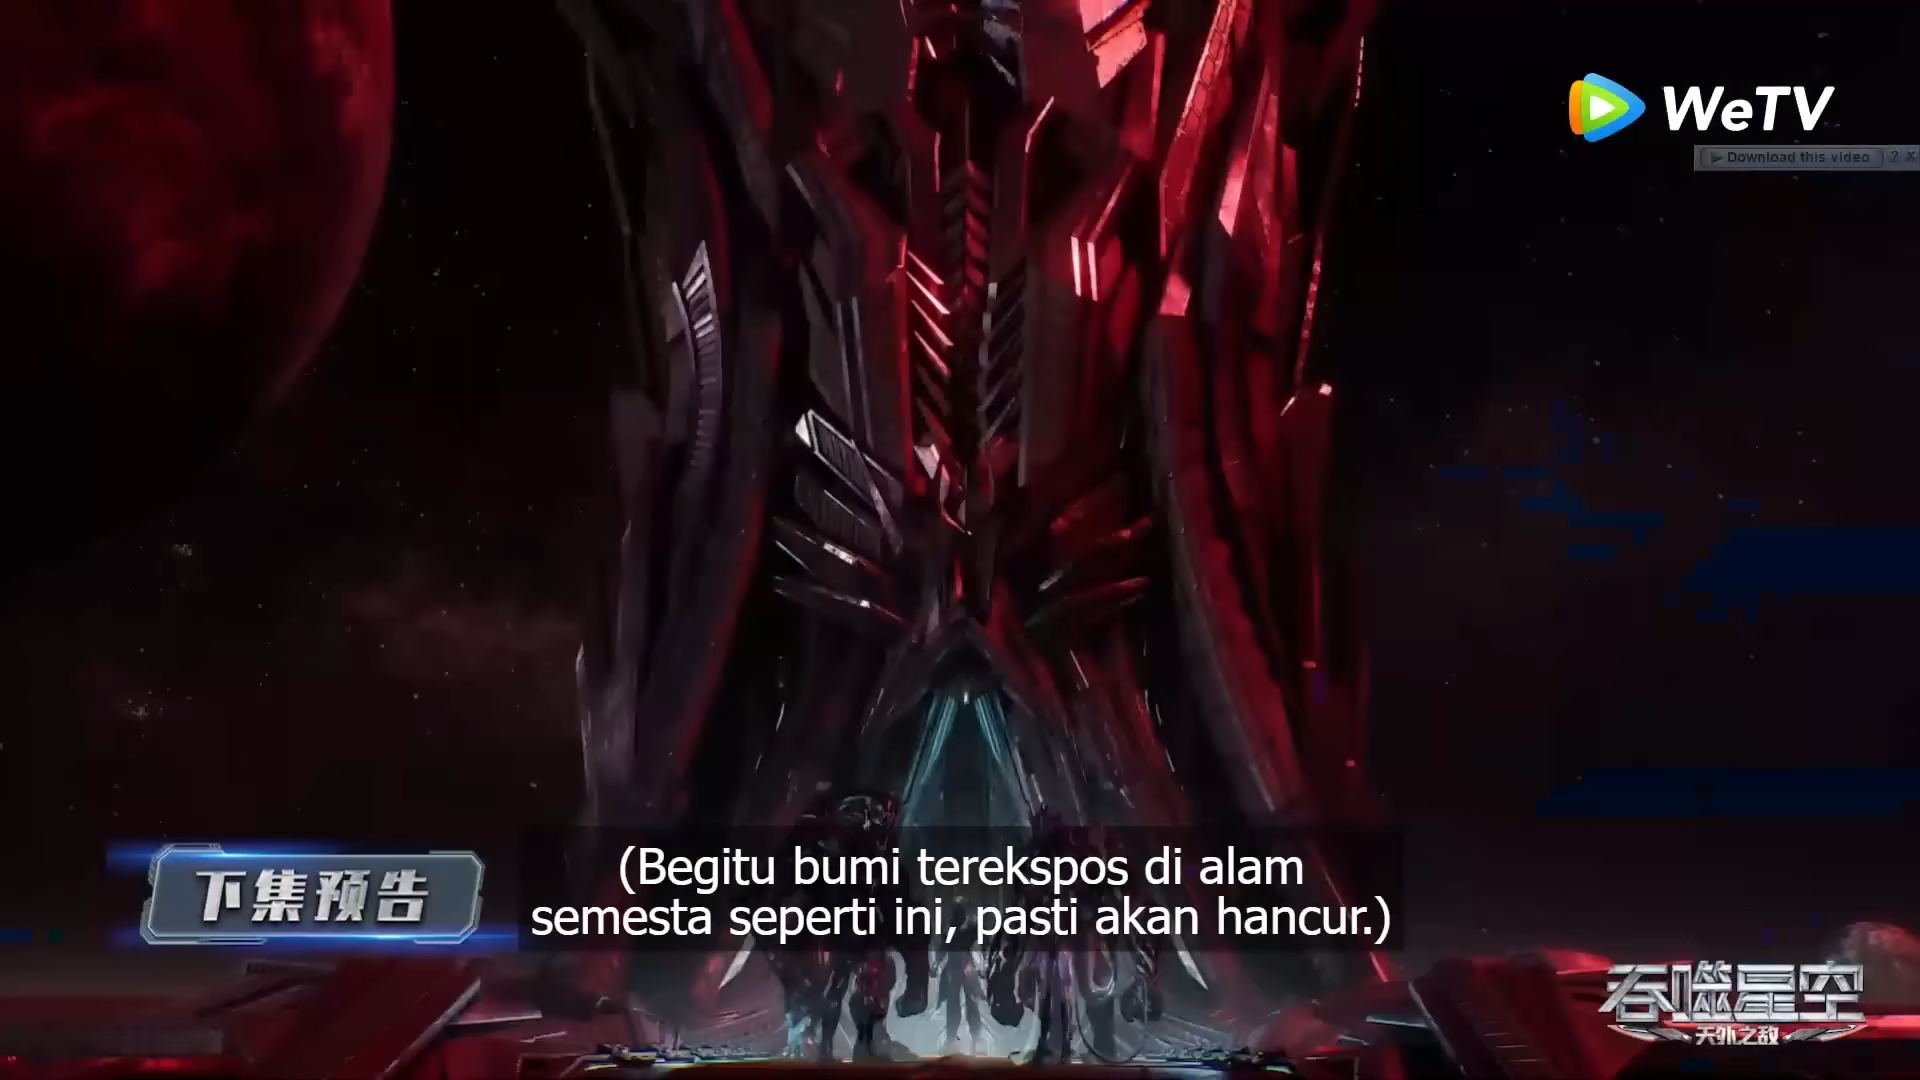 WeTV
Download this video ? X
下集预告
(Begitu bumi terekspos di alam
semesta seperti ini, pasti akan hancur.)
吞噬星空
天外之敌